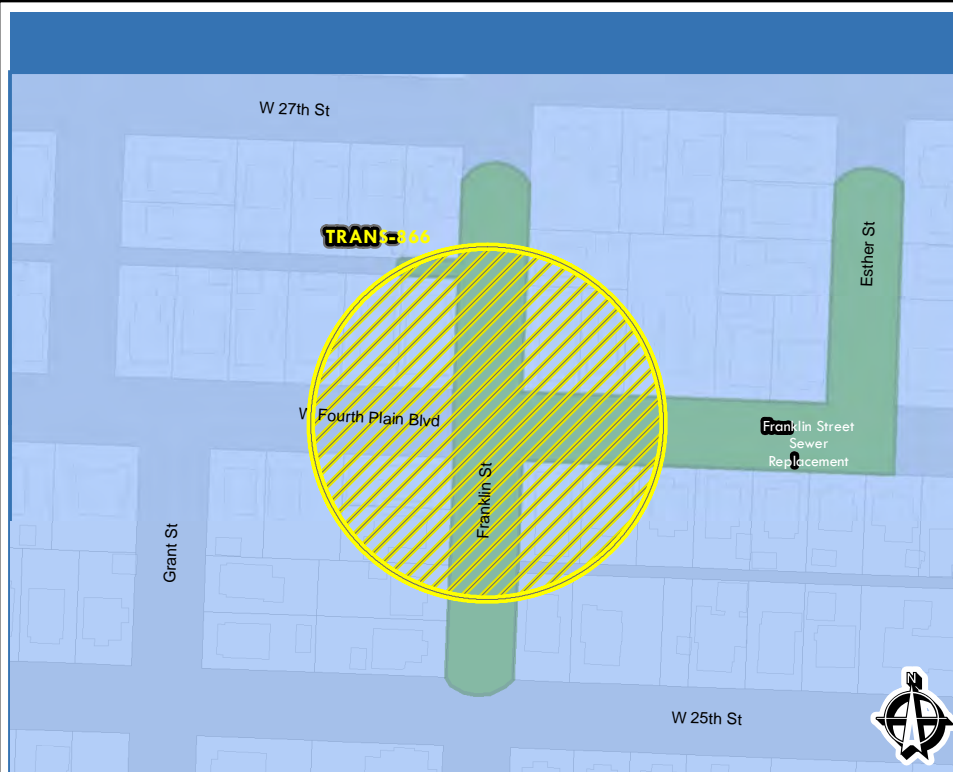 W 27th St
TRANS-866
Esther St
W Fourth Plain Blvd
Franklin Street
Sewer
Replacement
Franklin St
Grant St
W 25th St
N